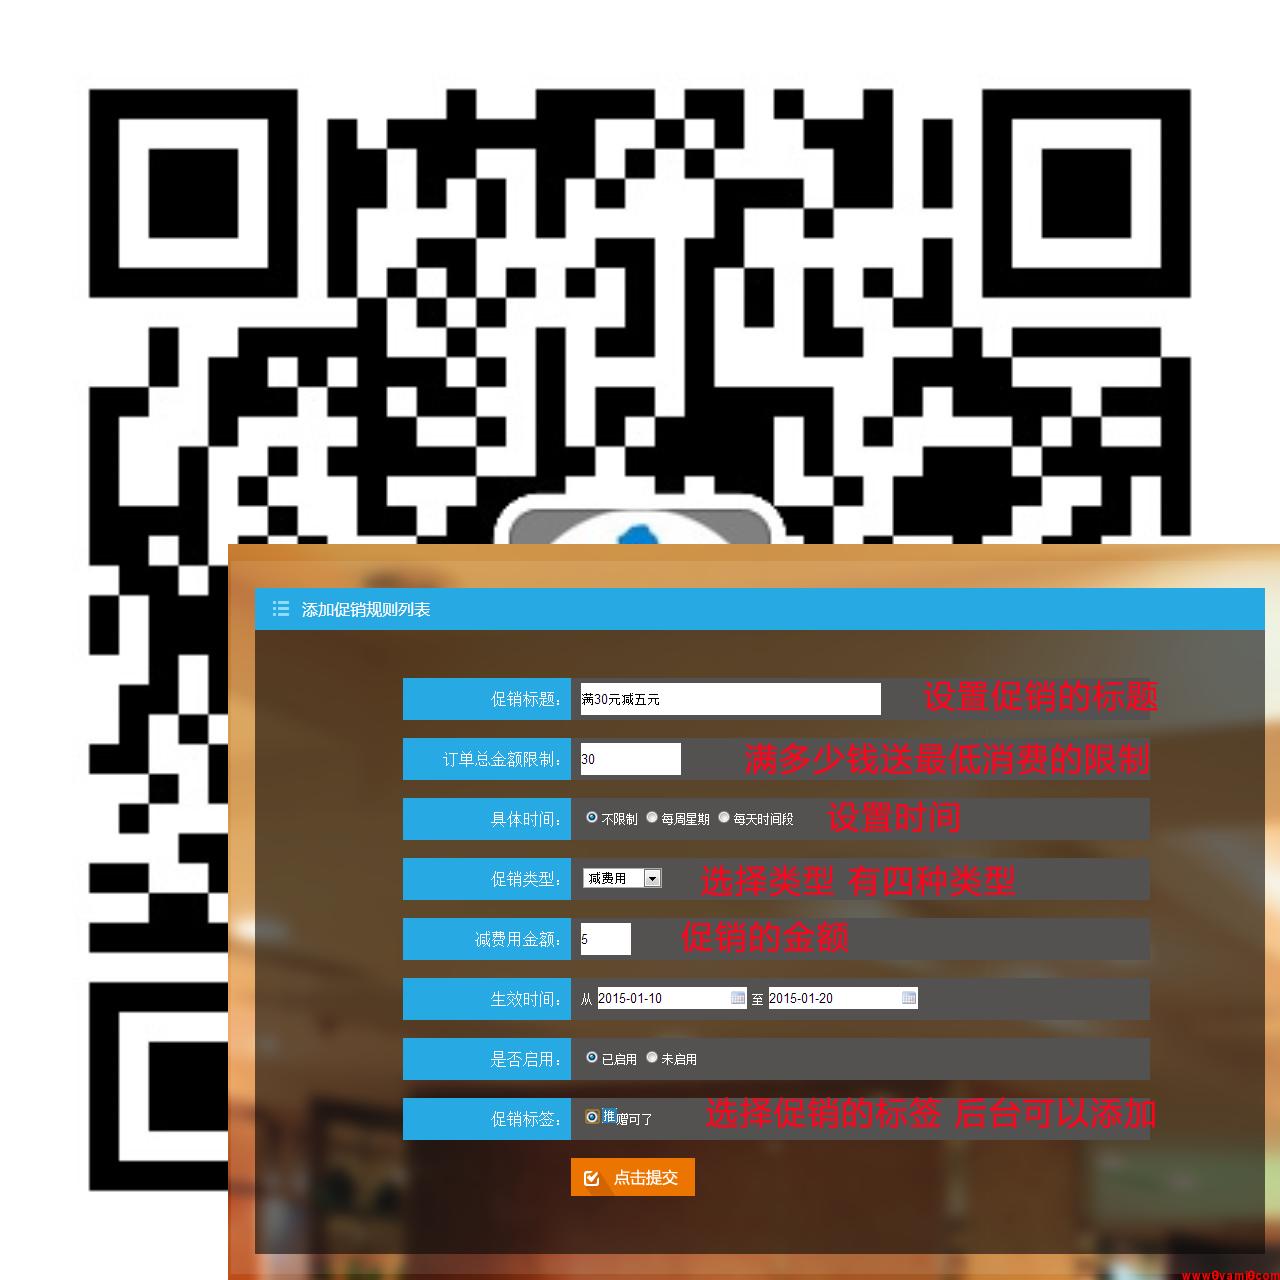 添加促销规则列表
促销标题： 满30元减五元 设置促销的标题
订单总金额限制： 30 满多少钱送最低消费的限制
具体时间： 不限制 每周星期 每天时间段 设置时间
促销类型： 减费用 选择类型 有四种类型
减费用金额： 5 促销的金额
生效时间： 从 2015-01-10 至 2015-01-20
是否启用： 已启用 未启用
促销标签： 推赠可了 选择促销的标签 后台可以添加
点击提交